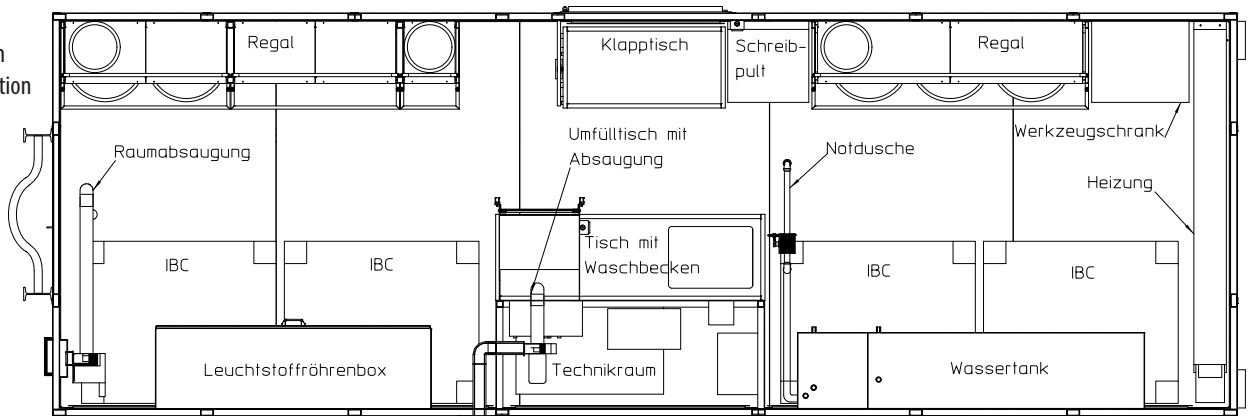 n
tion
Regal
Klapptisch
Schreib-
pult
Regal
Raumabsaugung
Umfülltisch mit
Absaugung
Notdusche
Werkzeugschrank
Heizung
IBC
IBC
Tisch mit
Waschbecken
IBC
IBC
Leuchtstoffröhrenbox
Technikraum
Wassertank